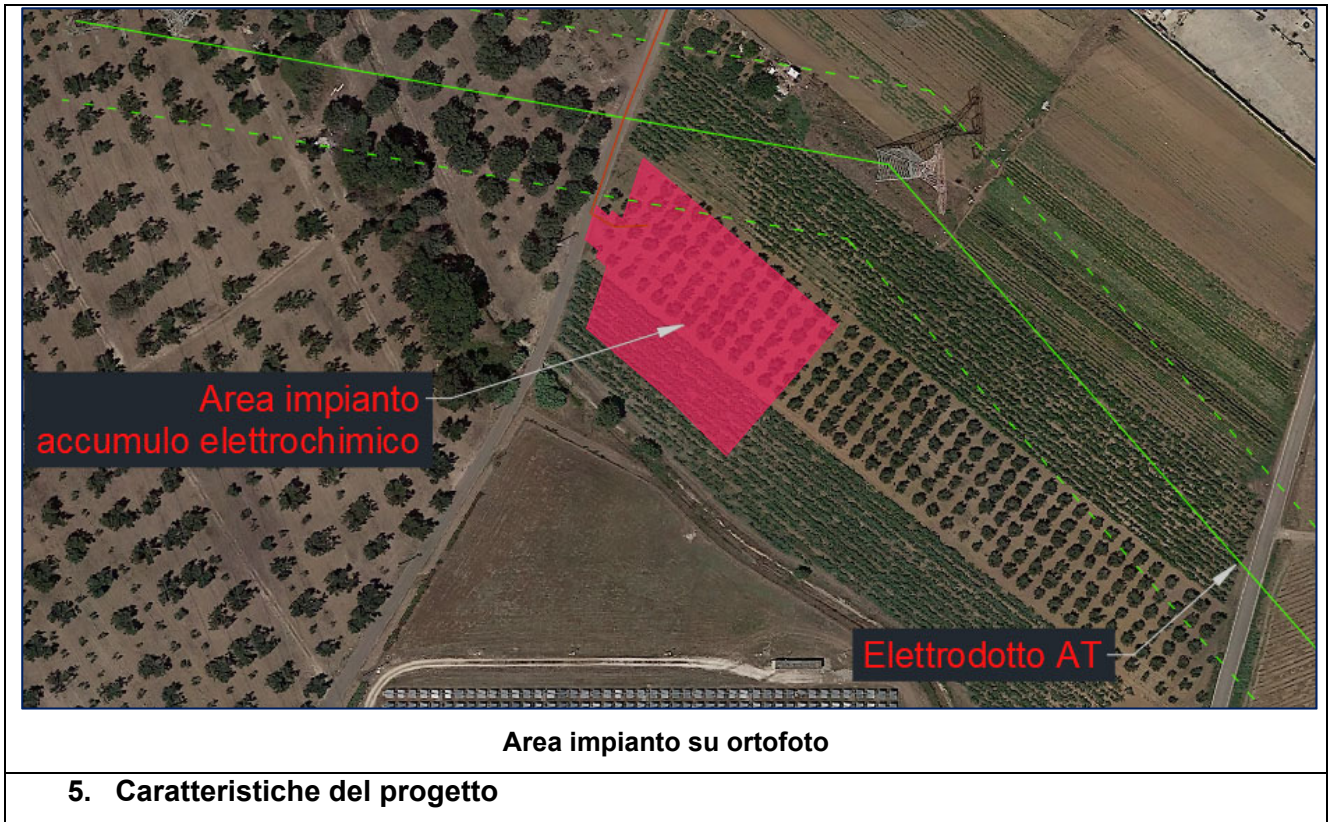 Area impianto
accumulo elettrochimico
Elettrodotto AT
Area impianto su ortofoto
5. Caratteristiche del progetto